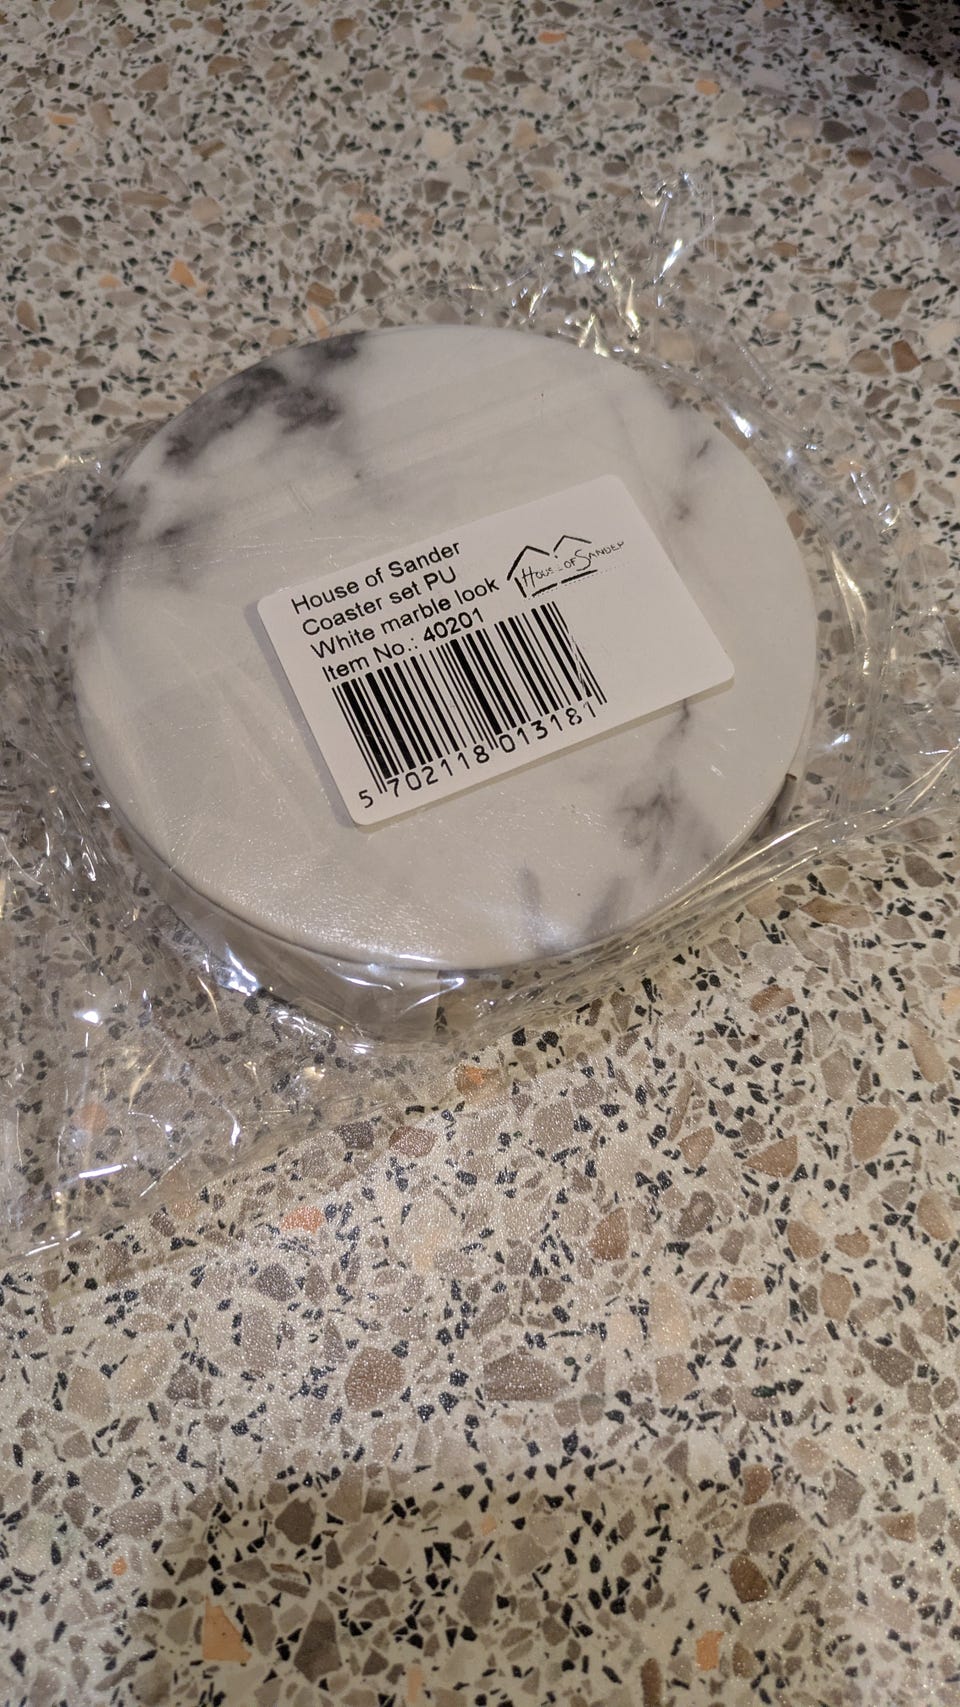 House of Sander
Coaster set PU
White marble look
Item No.: 40201
HOUSE OF SANDER
5 702118 013181